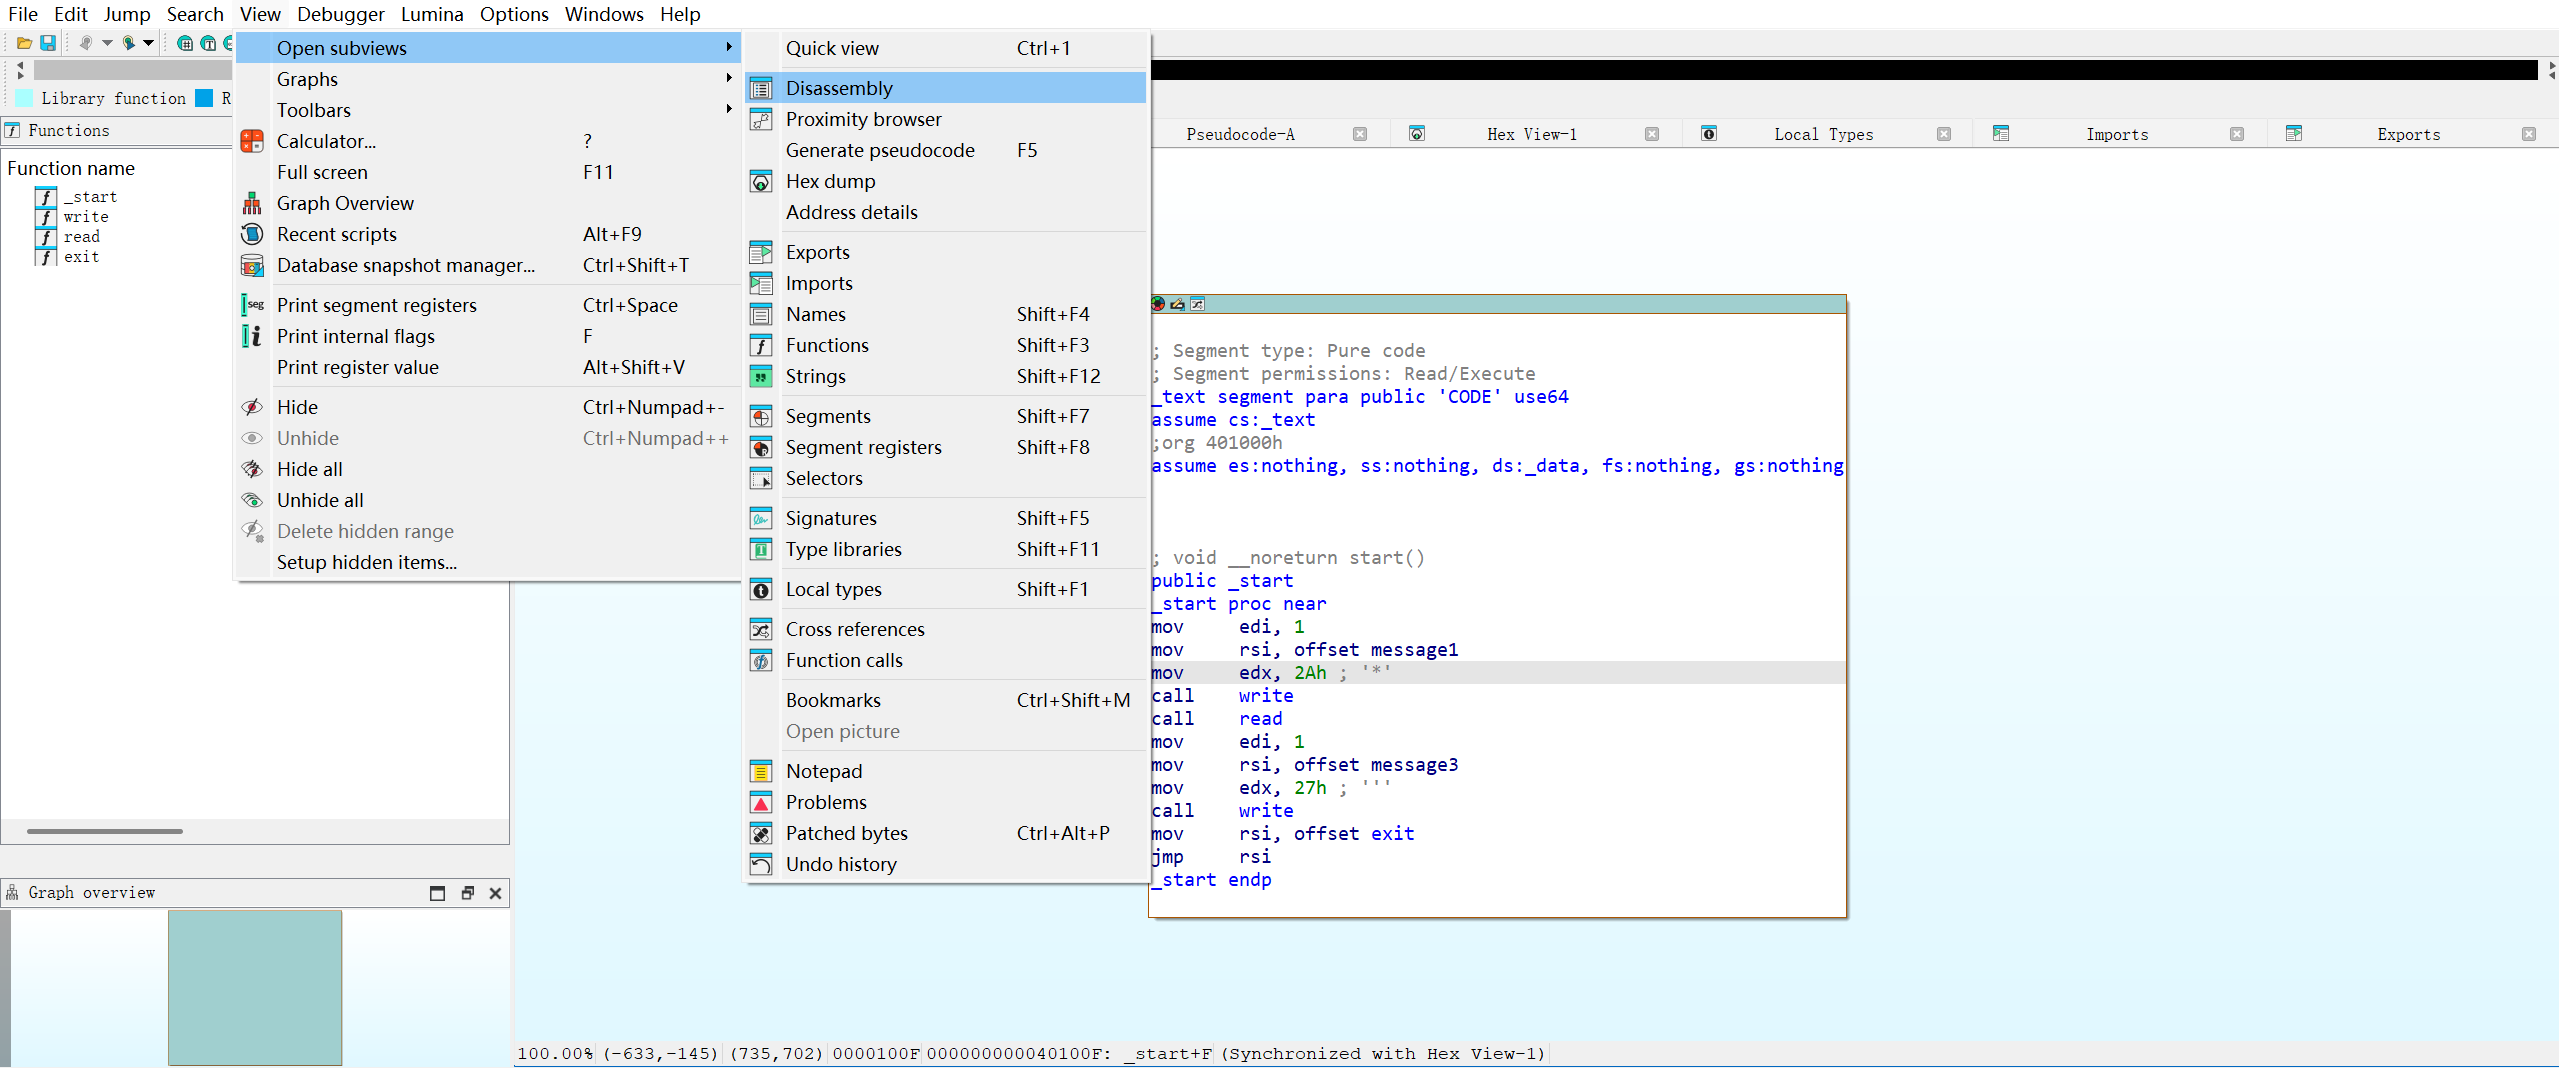 File Edit Jump Search View Debugger Lumina Options Windows Help
Library function R
Functions
Function name
_start
write
read
exit
Graph overview
Open subviews
Graphs
Toolbars
Calculator... ?
Full screen F11
Graph Overview
Recent scripts Alt+F9
Database snapshot manager... Ctrl+Shift+T
Print segment registers Ctrl+Space
Print internal flags F
Print register value Alt+Shift+V
Hide Ctrl+Numpad+-
Unhide Ctrl+Numpad++
Hide all
Unhide all
Delete hidden range
Setup hidden items...
Quick view Ctrl+1
Disassembly
Proximity browser
Generate pseudocode F5
Hex dump
Address details
Exports
Imports
Names Shift+F4
Functions Shift+F3
Strings Shift+F12
Segments Shift+F7
Segment registers Shift+F8
Selectors
Signatures Shift+F5
Type libraries Shift+F11
Local types Shift+F1
Cross references
Function calls
Bookmarks Ctrl+Shift+M
Open picture
Notepad
Problems
Patched bytes Ctrl+Alt+P
Undo history
Pseudocode-A Hex View-1 Local Types Imports Exports
; Segment type: Pure code
; Segment permissions: Read/Execute
_text segment para public 'CODE' use64
assume cs:_text
;org 401000h
assume es:nothing, ss:nothing, ds:_data, fs:nothing, gs:nothing
; void __noreturn start()
public _start
_start proc near
mov edi, 1
mov rsi, offset message1
mov edx, 2Ah ; '*'
call write
call read
mov edi, 1
mov rsi, offset message3
mov edx, 27h ; '''
call write
mov rsi, offset exit
jmp rsi
_start endp
100.00% (-633,-145) (735,702) 0000100F 000000000040100F: _start+F (Synchronized with Hex View-1)